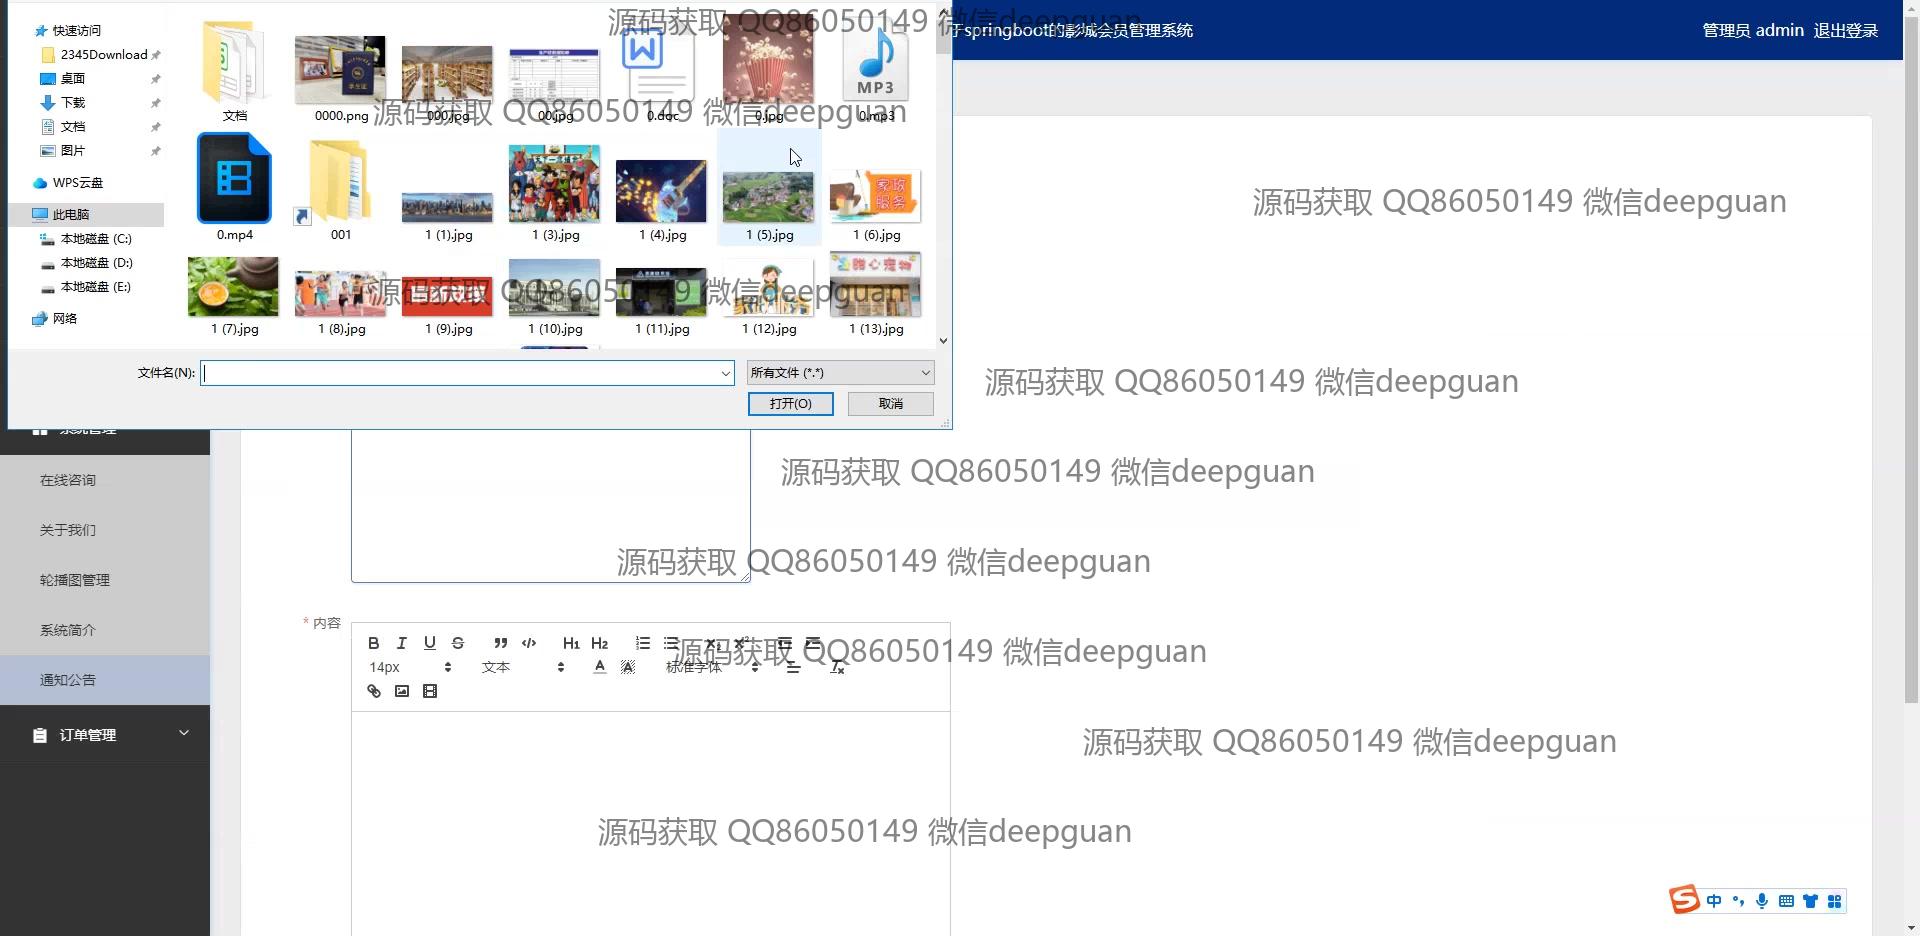 快速访问
2345Download
桌面
下载
文档
图片
WPS云盘
此电脑
本地磁盘 (C:)
本地磁盘 (D:)
本地磁盘 (E:)
网络
文档
0000.png
000.jpg
00.jpg
0.doc
0.jpg
MP3
0.mp3
0.mp4
001
1 (1).jpg
1 (3).jpg
1 (4).jpg
1 (5).jpg
家政
服务
1 (6).jpg
1 (7).jpg
1 (8).jpg
1 (9).jpg
1 (10).jpg
1 (11).jpg
1 (12).jpg
1 (13).jpg
文件名(N):
所有文件 (*.*)
打开(O)
取消
于springboot的影城会员管理系统
管理员 admin
退出登录
系统管理
在线咨询
关于我们
轮播图管理
系统简介
通知公告
订单管理
* 内容
B I U S H1 H2
14px 文本 标准字体
源码获取 QQ86050149 微信deepguan
源码获取 QQ86050149 微信deepguan
源码获取 QQ86050149 微信deepguan
源码获取 QQ86050149 微信deepguan
源码获取 QQ86050149 微信deepguan
源码获取 QQ86050149 微信deepguan
源码获取 QQ86050149 微信deepguan
源码获取 QQ86050149 微信deepguan
源码获取 QQ86050149 微信deepguan
源码获取 QQ86050149 微信deepguan
中